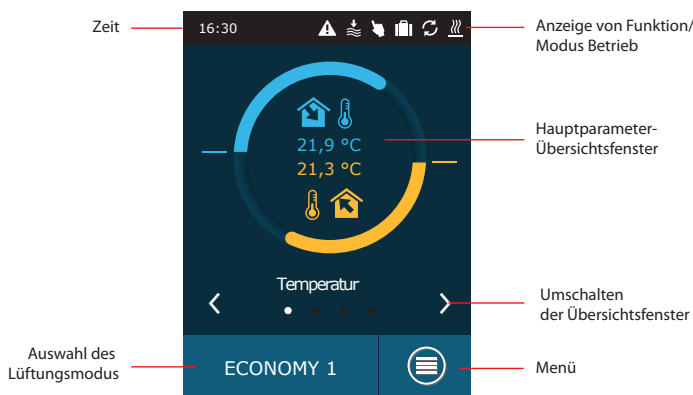 Zeit
16:30
Anzeige von Funktion/
Modus Betrieb
21,9 °C
21,3 °C
Hauptparameter-
Übersichtsfenster
Temperatur
Umschalten
der Übersichtsfenster
Auswahl des
Lüftungsmodus
ECONOMY 1
Menü